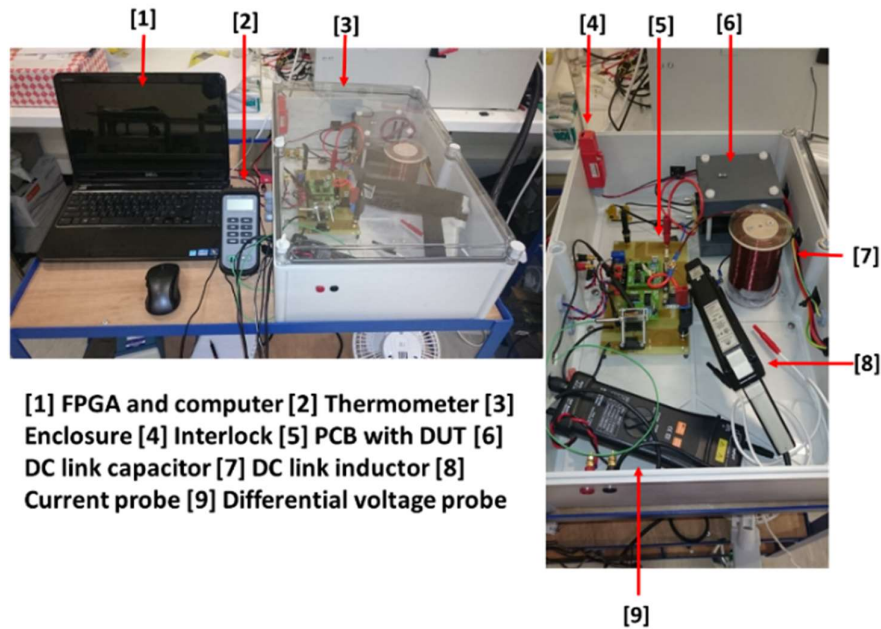 [1]
[2]
[3]
[4]
[5]
[6]
[7]
[8]
[9]
[1] FPGA and computer [2] Thermometer [3]
Enclosure [4] Interlock [5] PCB with DUT [6]
DC link capacitor [7] DC link inductor [8]
Current probe [9] Differential voltage probe